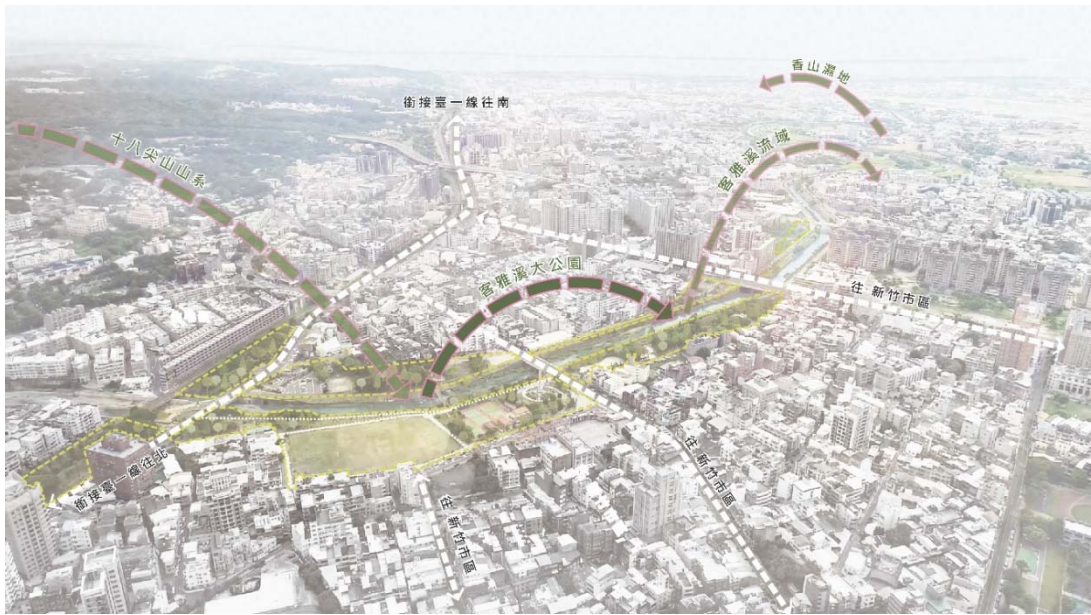 香山濕地
銜接臺一線往南
十八尖山山系
客雅溪流域
客雅溪大公園
往 新竹市區
往 新竹市區
銜接臺一線往北
往 新竹市區